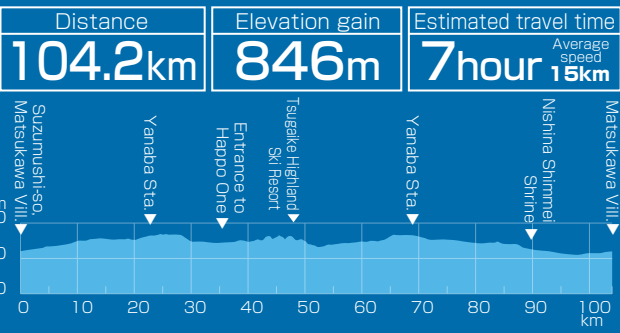 Distance
104.2km
Elevation gain
846m
Estimated travel time
7hour
Average
speed
15km
Suzumushi-so,
Matsukawa Vill.
Yanaba Sta.
Entrance to
Happo One
Tsugaike Highland
Ski Resort
Yanaba Sta.
Nishina Shimmei
Shrine
Matsukawa Vill.
0 10 20 30 40 50 60 70 80 90 100
km